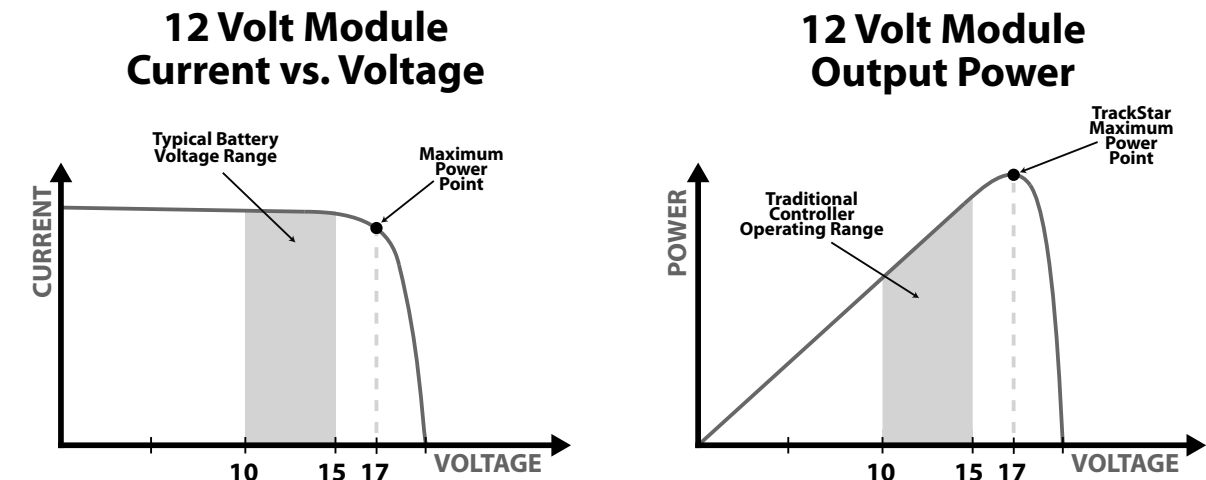 12 Volt Module
Current vs. Voltage
Typical Battery
Voltage Range
Maximum
Power
Point
CURRENT
10
15
17
VOLTAGE
12 Volt Module
Output Power
TrackStar
Maximum
Power
Point
Traditional
Controller
Operating Range
POWER
10
15
17
VOLTAGE